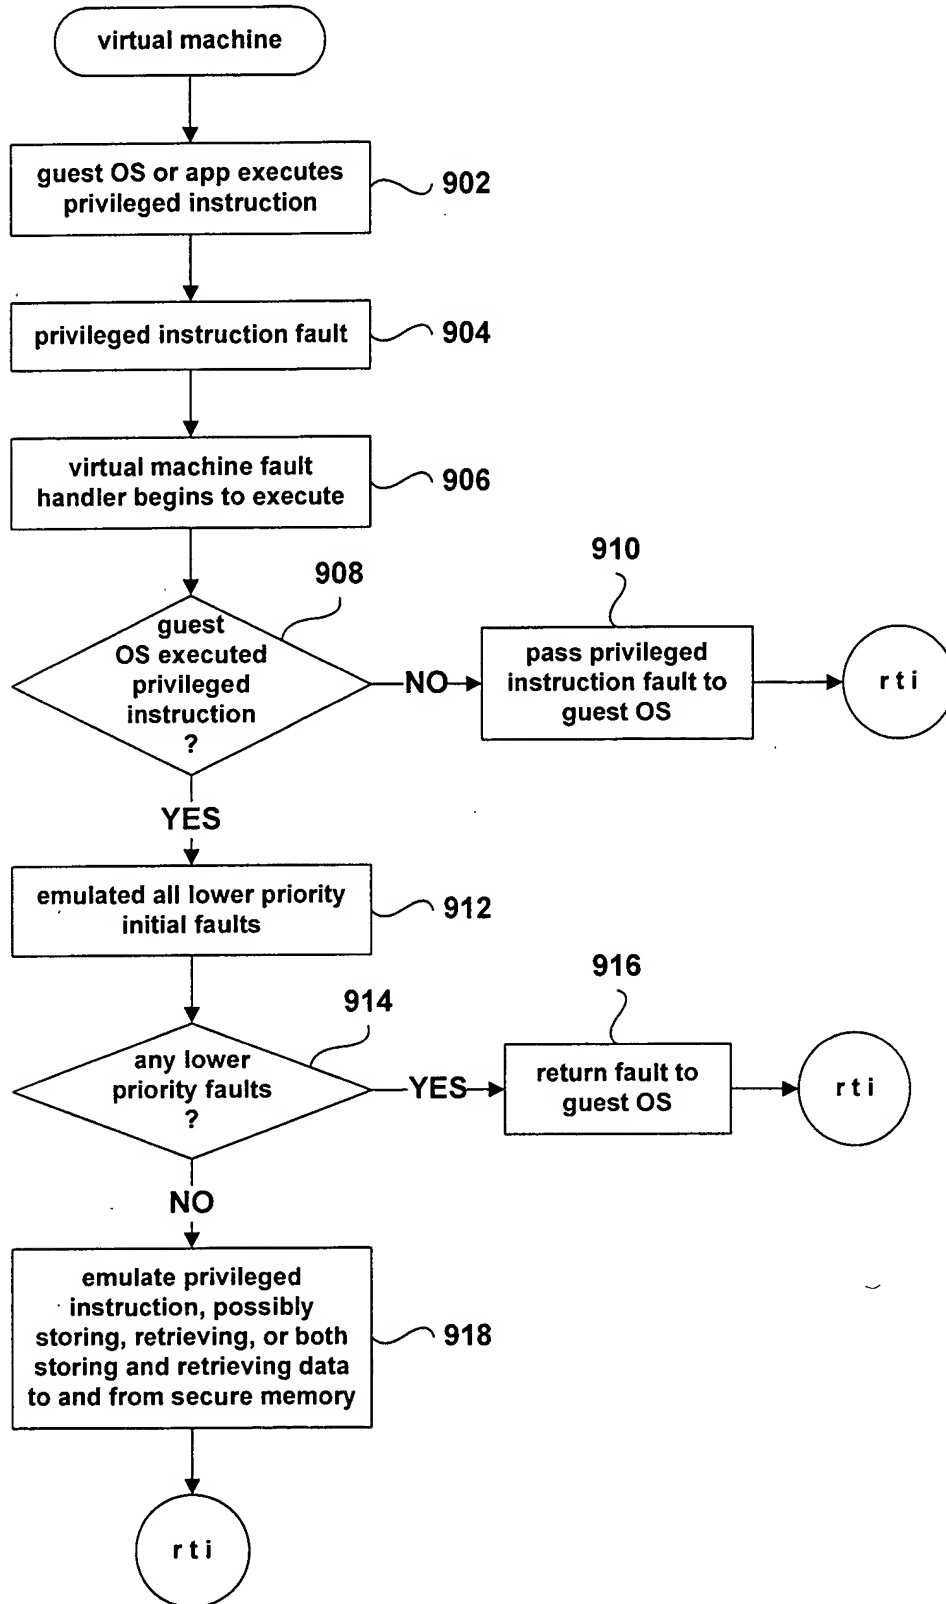 virtual machine
guest OS or app executes
privileged instruction
902
privileged instruction fault
904
virtual machine fault
handler begins to execute
906
908
guest
OS executed
privileged
instruction
?
NO
910
pass privileged
instruction fault to
guest OS
r t i
YES
emulated all lower priority
initial faults
912
914
any lower
priority faults
?
YES
916
return fault to
guest OS
r t i
NO
emulate privileged
instruction, possibly
storing, retrieving, or both
storing and retrieving data
to and from secure memory
918
r t i